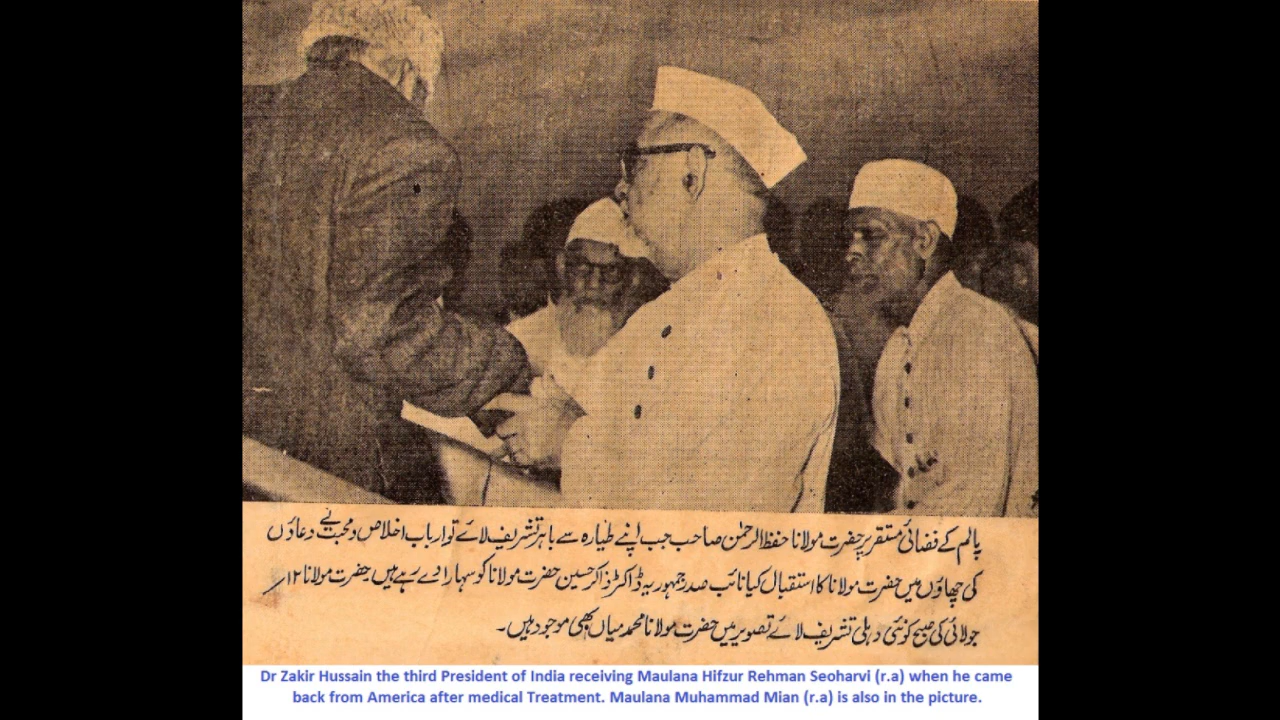 پالم کے فضائی مستقر پر حضرت مولانا حفظ الرحمٰن صاحب جب اپنے طیارہ سے باہر تشریف لائے تو ارباب اخلاص و محبت نے دعاؤں
کی چھاؤں میں حضرت مولانا کا استقبال کیا نائب صدر جمہوریہ ڈاکٹر ذاکر حسین حضرت مولانا کو سہارا دے رہے ہیں حضرت مولانا ۱۲
جولائی کی صبح کو نئی دہلی تشریف لائے تصویر میں حضرت مولانا محمد میاں بھی موجود ہیں۔
Dr Zakir Hussain the third President of India receiving Maulana Hifzur Rehman Seoharvi (r.a) when he came
back from America after medical Treatment. Maulana Muhammad Mian (r.a) is also in the picture.